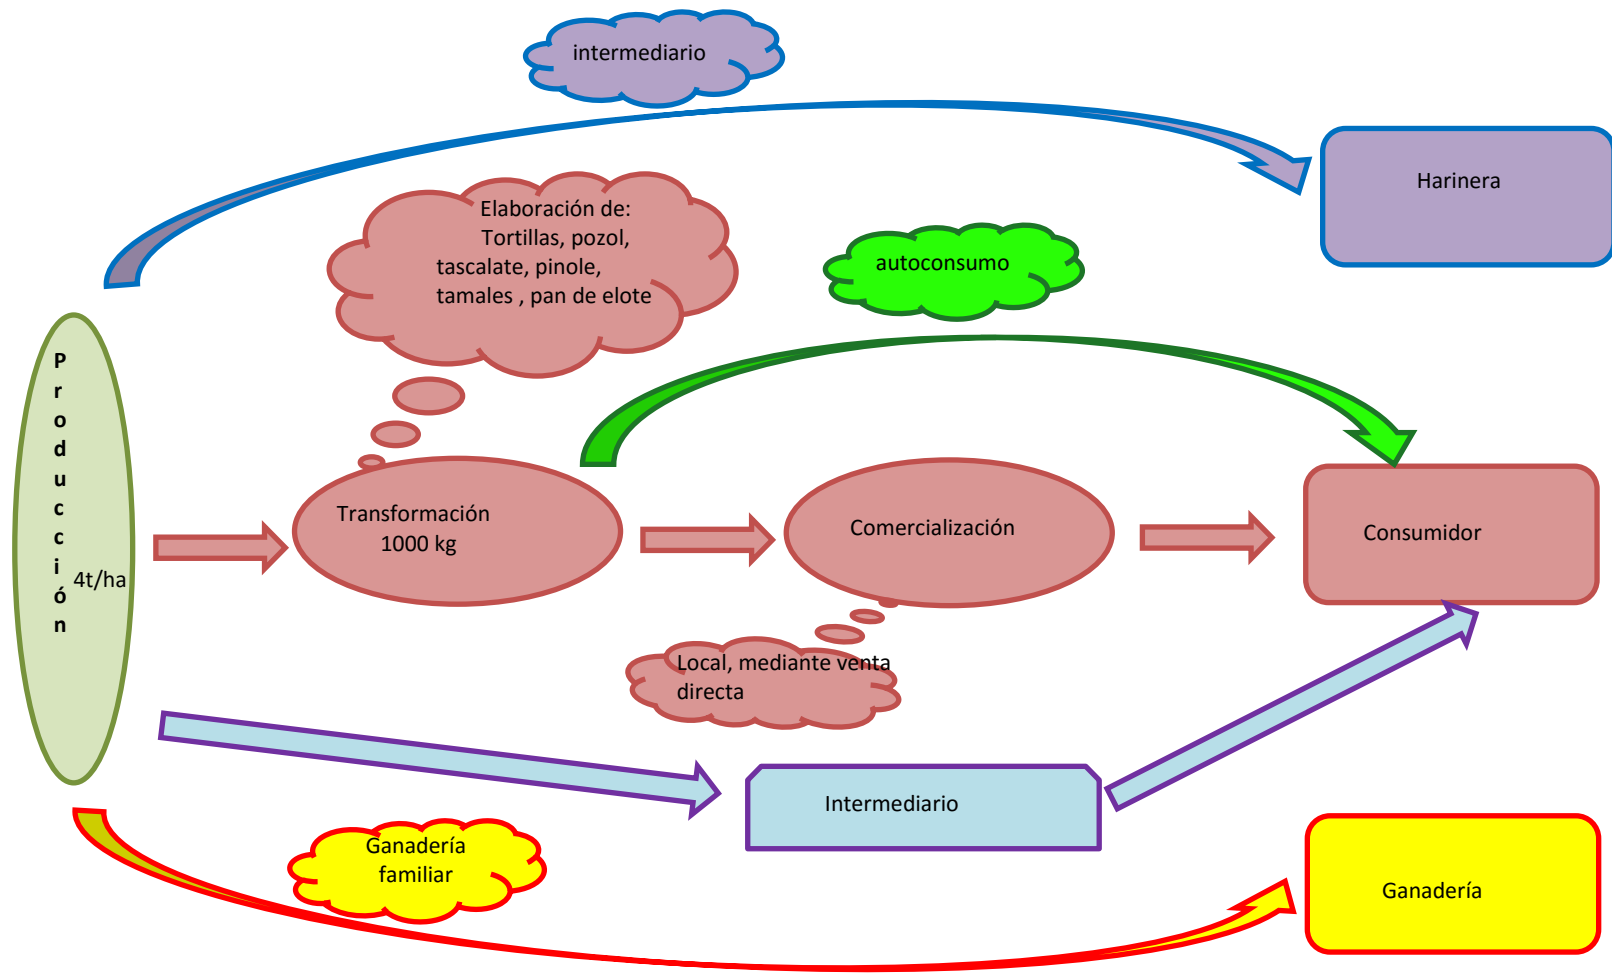 intermediario
Harinera
Elaboración de:
Tortillas, pozol,
tascalate, pinole,
tamales , pan de elote
autoconsumo
Producción
4t/ha
Transformación
1000 kg
Comercialización
Consumidor
Local, mediante venta
directa
Intermediario
Ganadería
familiar
Ganadería